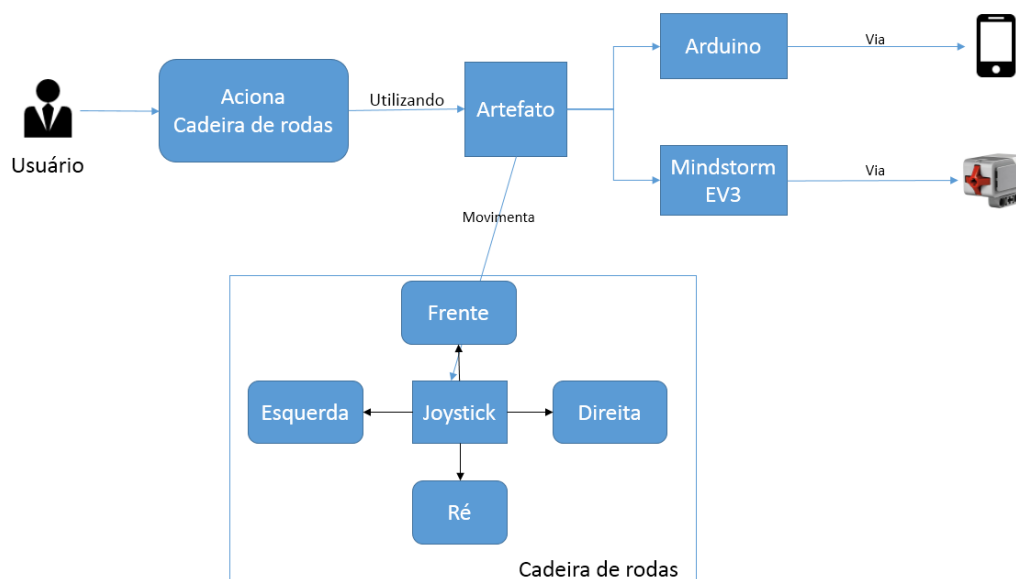 Usuário
Aciona
Cadeira de rodas
Utilizando
Artefato
Arduino
Via
Mindstorm
EV3
Via
Movimenta
Frente
Esquerda
Joystick
Direita
Ré
Cadeira de rodas